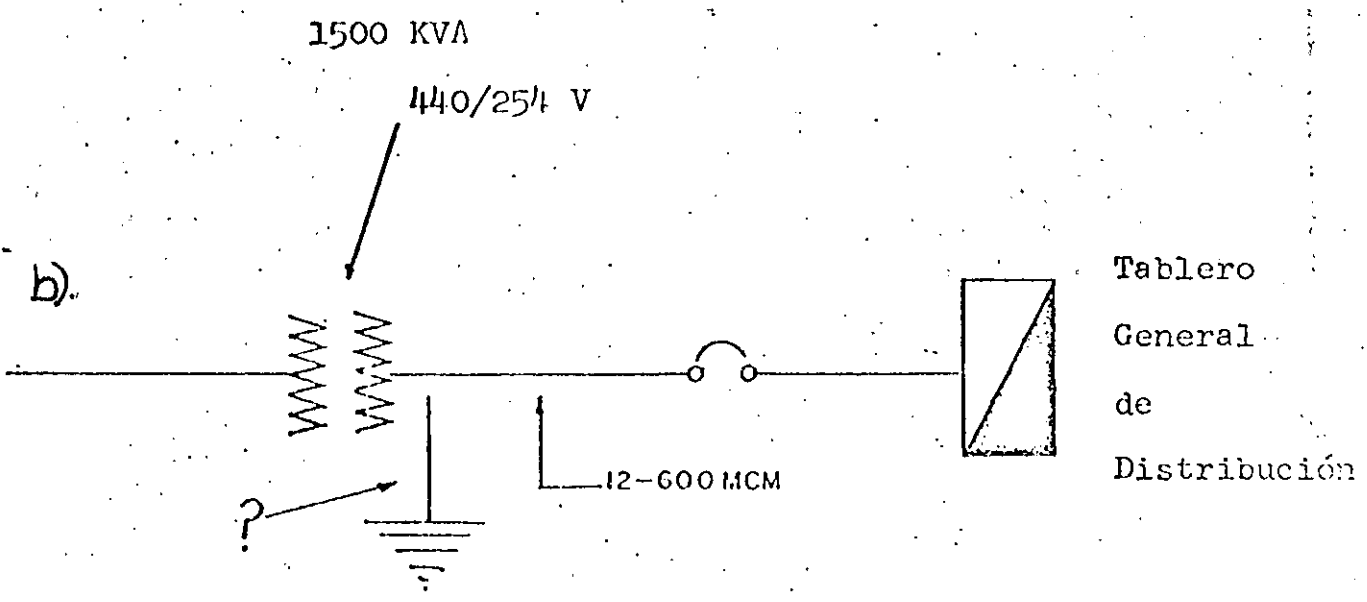 1500 KVA
440/254 V
b).
Tablero
General
de
Distribución
12-600 MCM
?